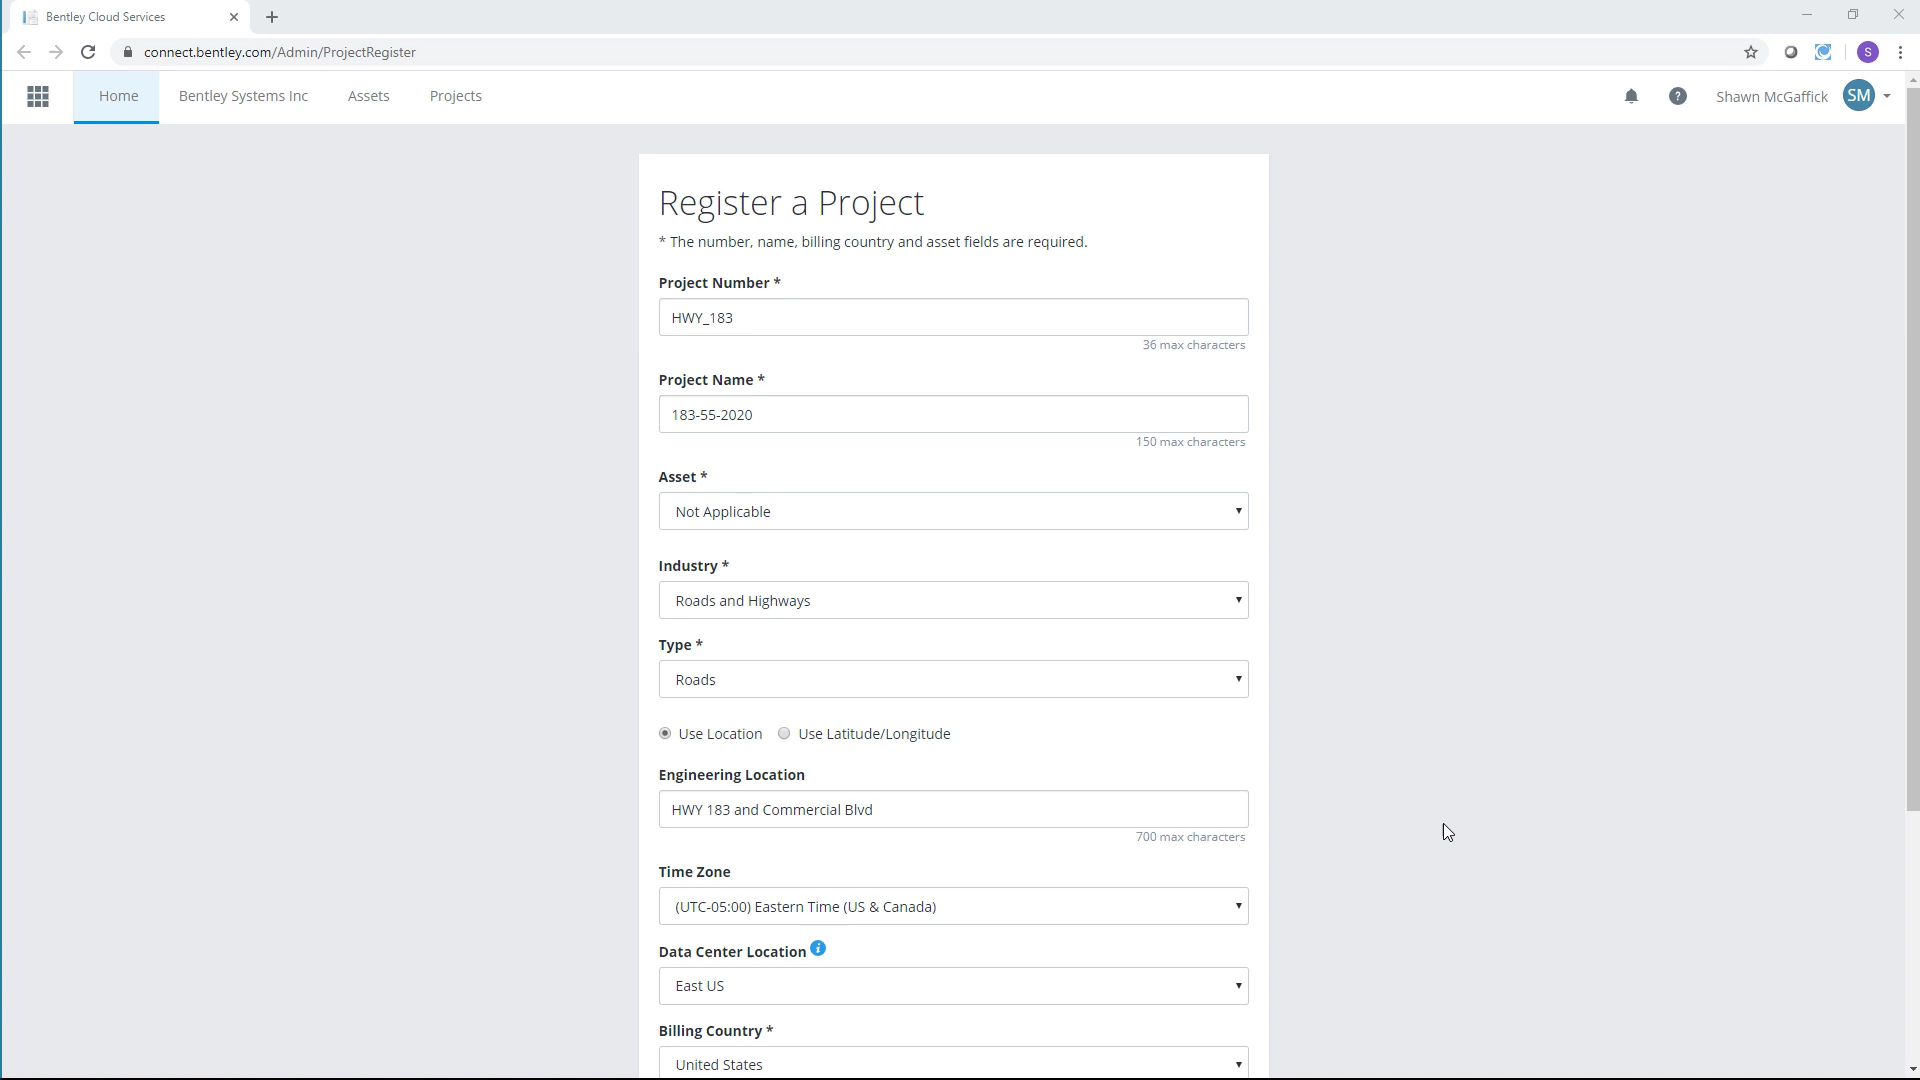 Bentley Cloud Services
connect.bentley.com/Admin/ProjectRegister
S
Home Bentley Systems Inc Assets Projects
Shawn McGaffick SM
Register a Project
* The number, name, billing country and asset fields are required.
Project Number *
HWY_183
36 max characters
Project Name *
183-55-2020
150 max characters
Asset *
Not Applicable
Industry *
Roads and Highways
Type *
Roads
Use Location Use Latitude/Longitude
Engineering Location
HWY 183 and Commercial Blvd
700 max characters
Time Zone
(UTC-05:00) Eastern Time (US & Canada)
Data Center Location
East US
Billing Country *
United States